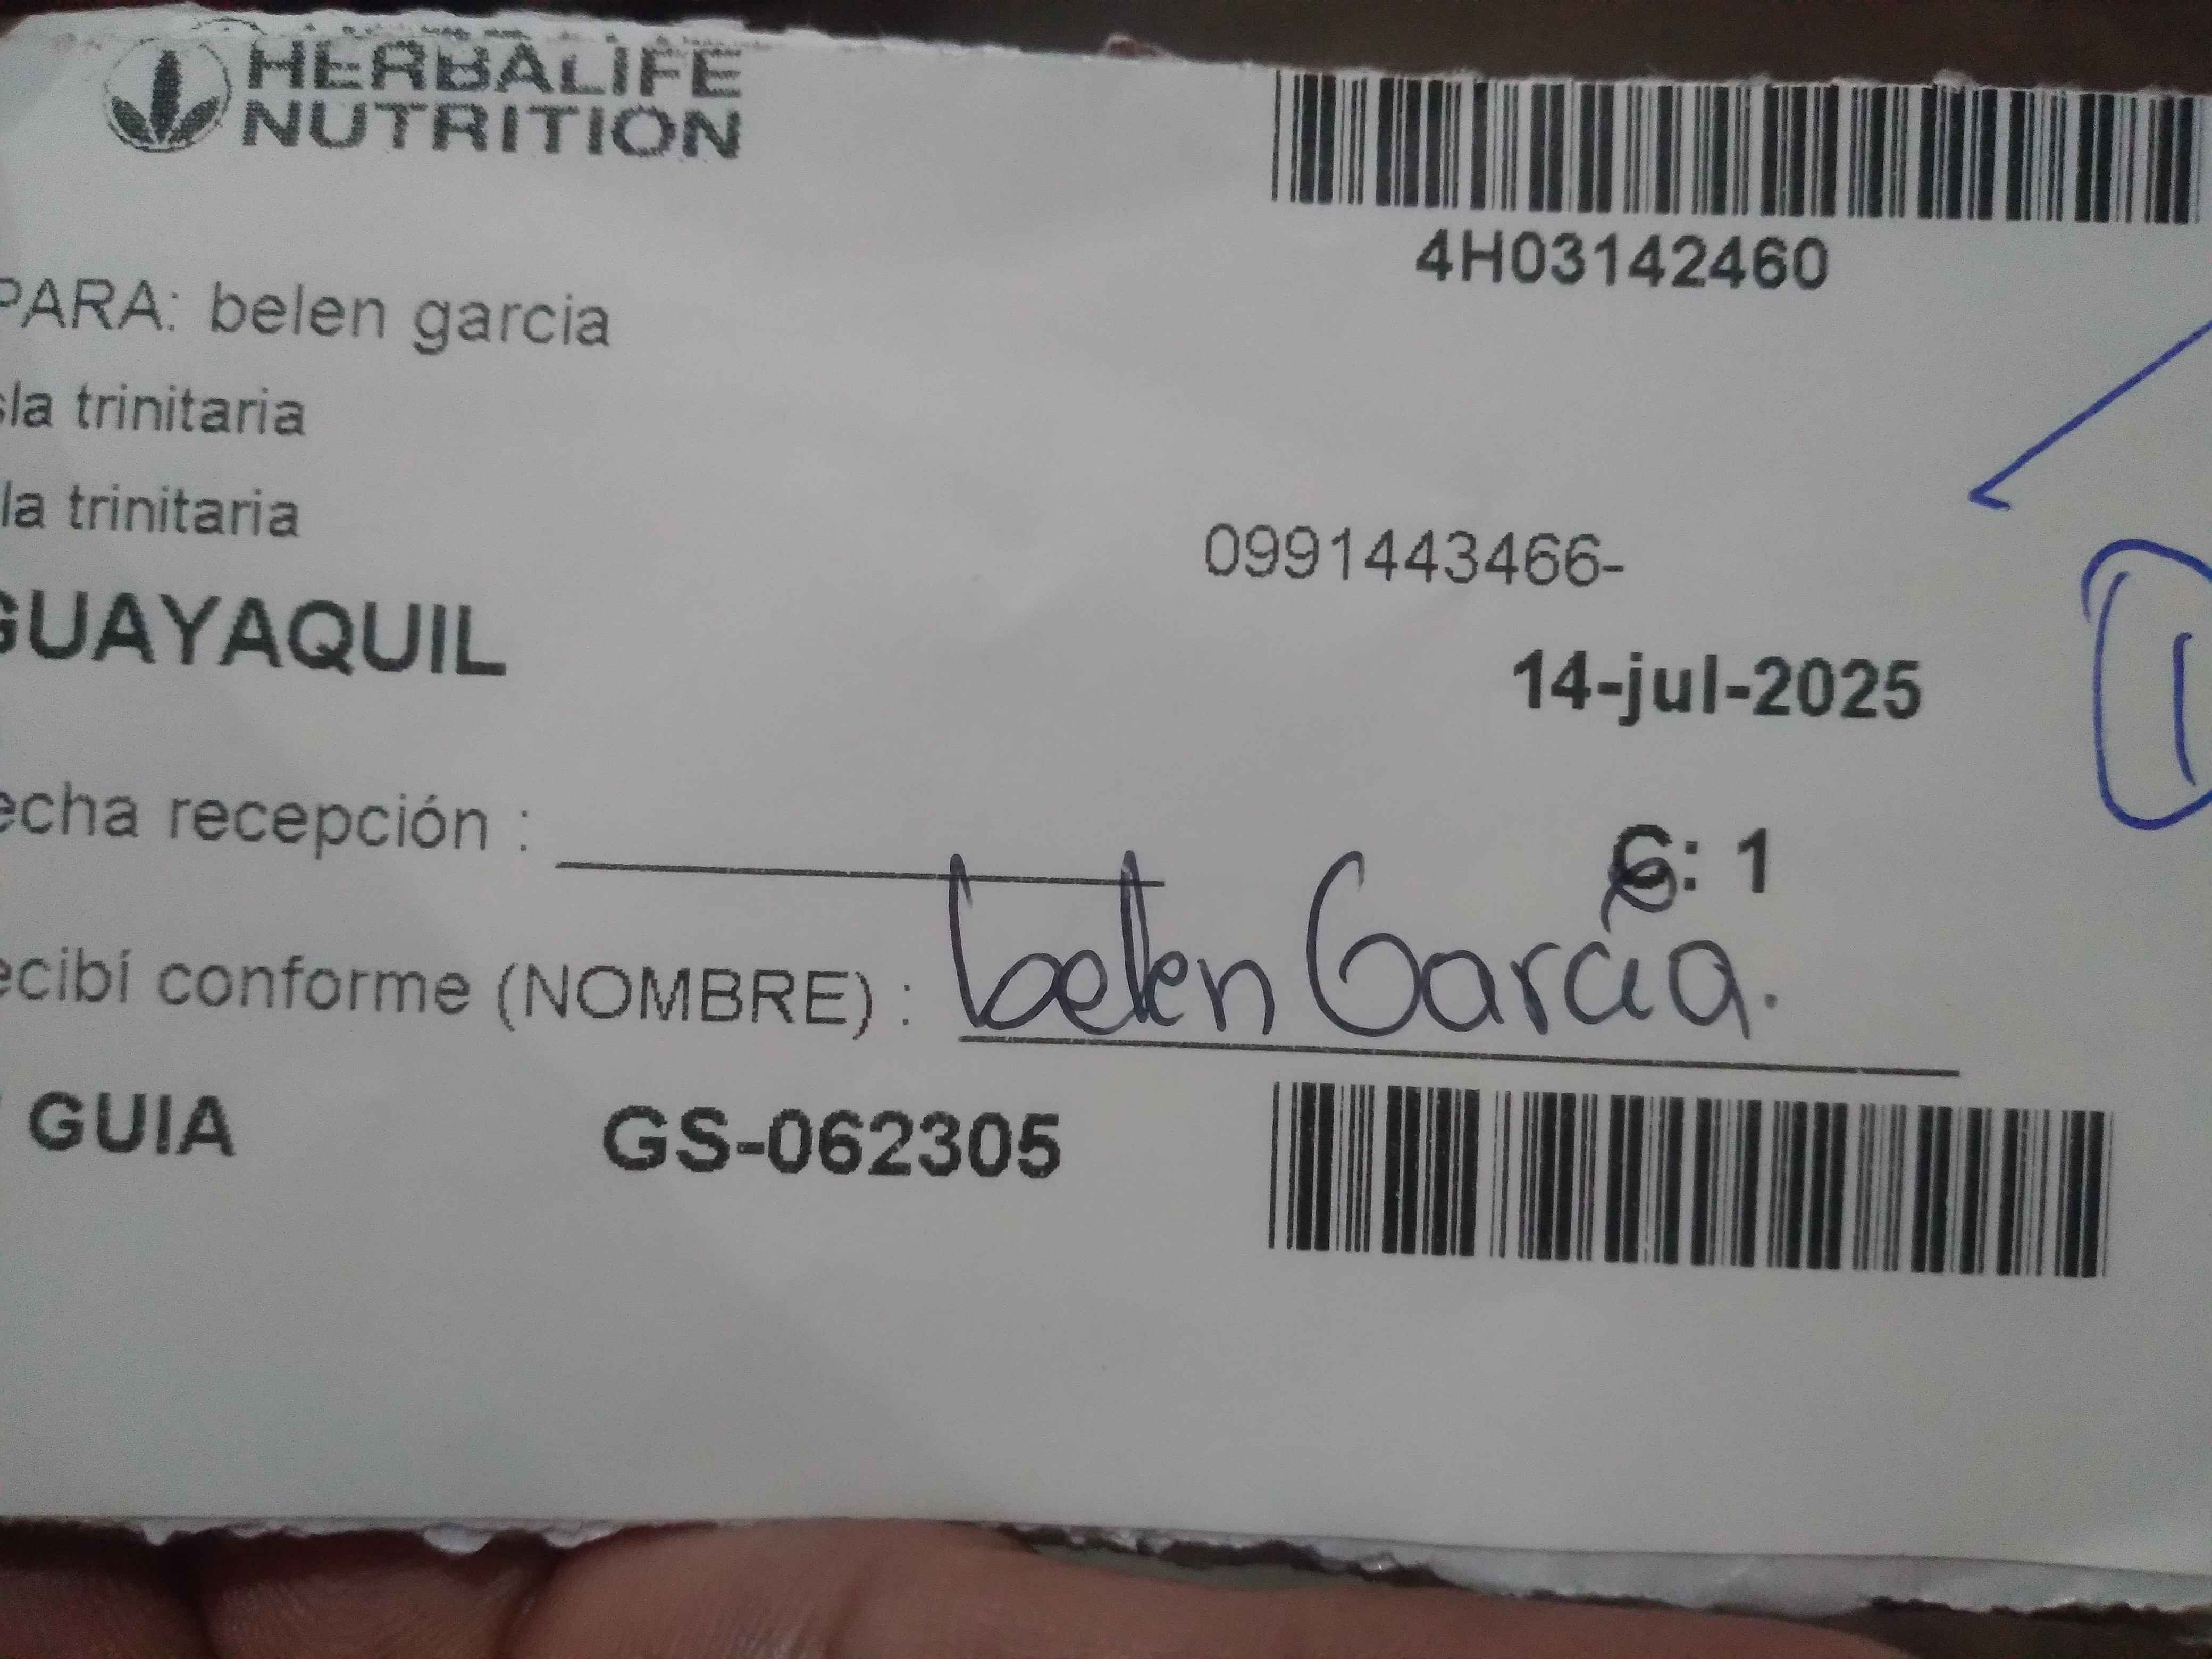 HERBALIFE
NUTRITION
4H03142460
PARA: belen garcia
sla trinitaria
la trinitaria
0991443466-
GUAYAQUIL
14-jul-2025
echa recepción :
C: 1
ecibí conforme (NOMBRE) : belen Garcia.
GUIA GS-062305
1